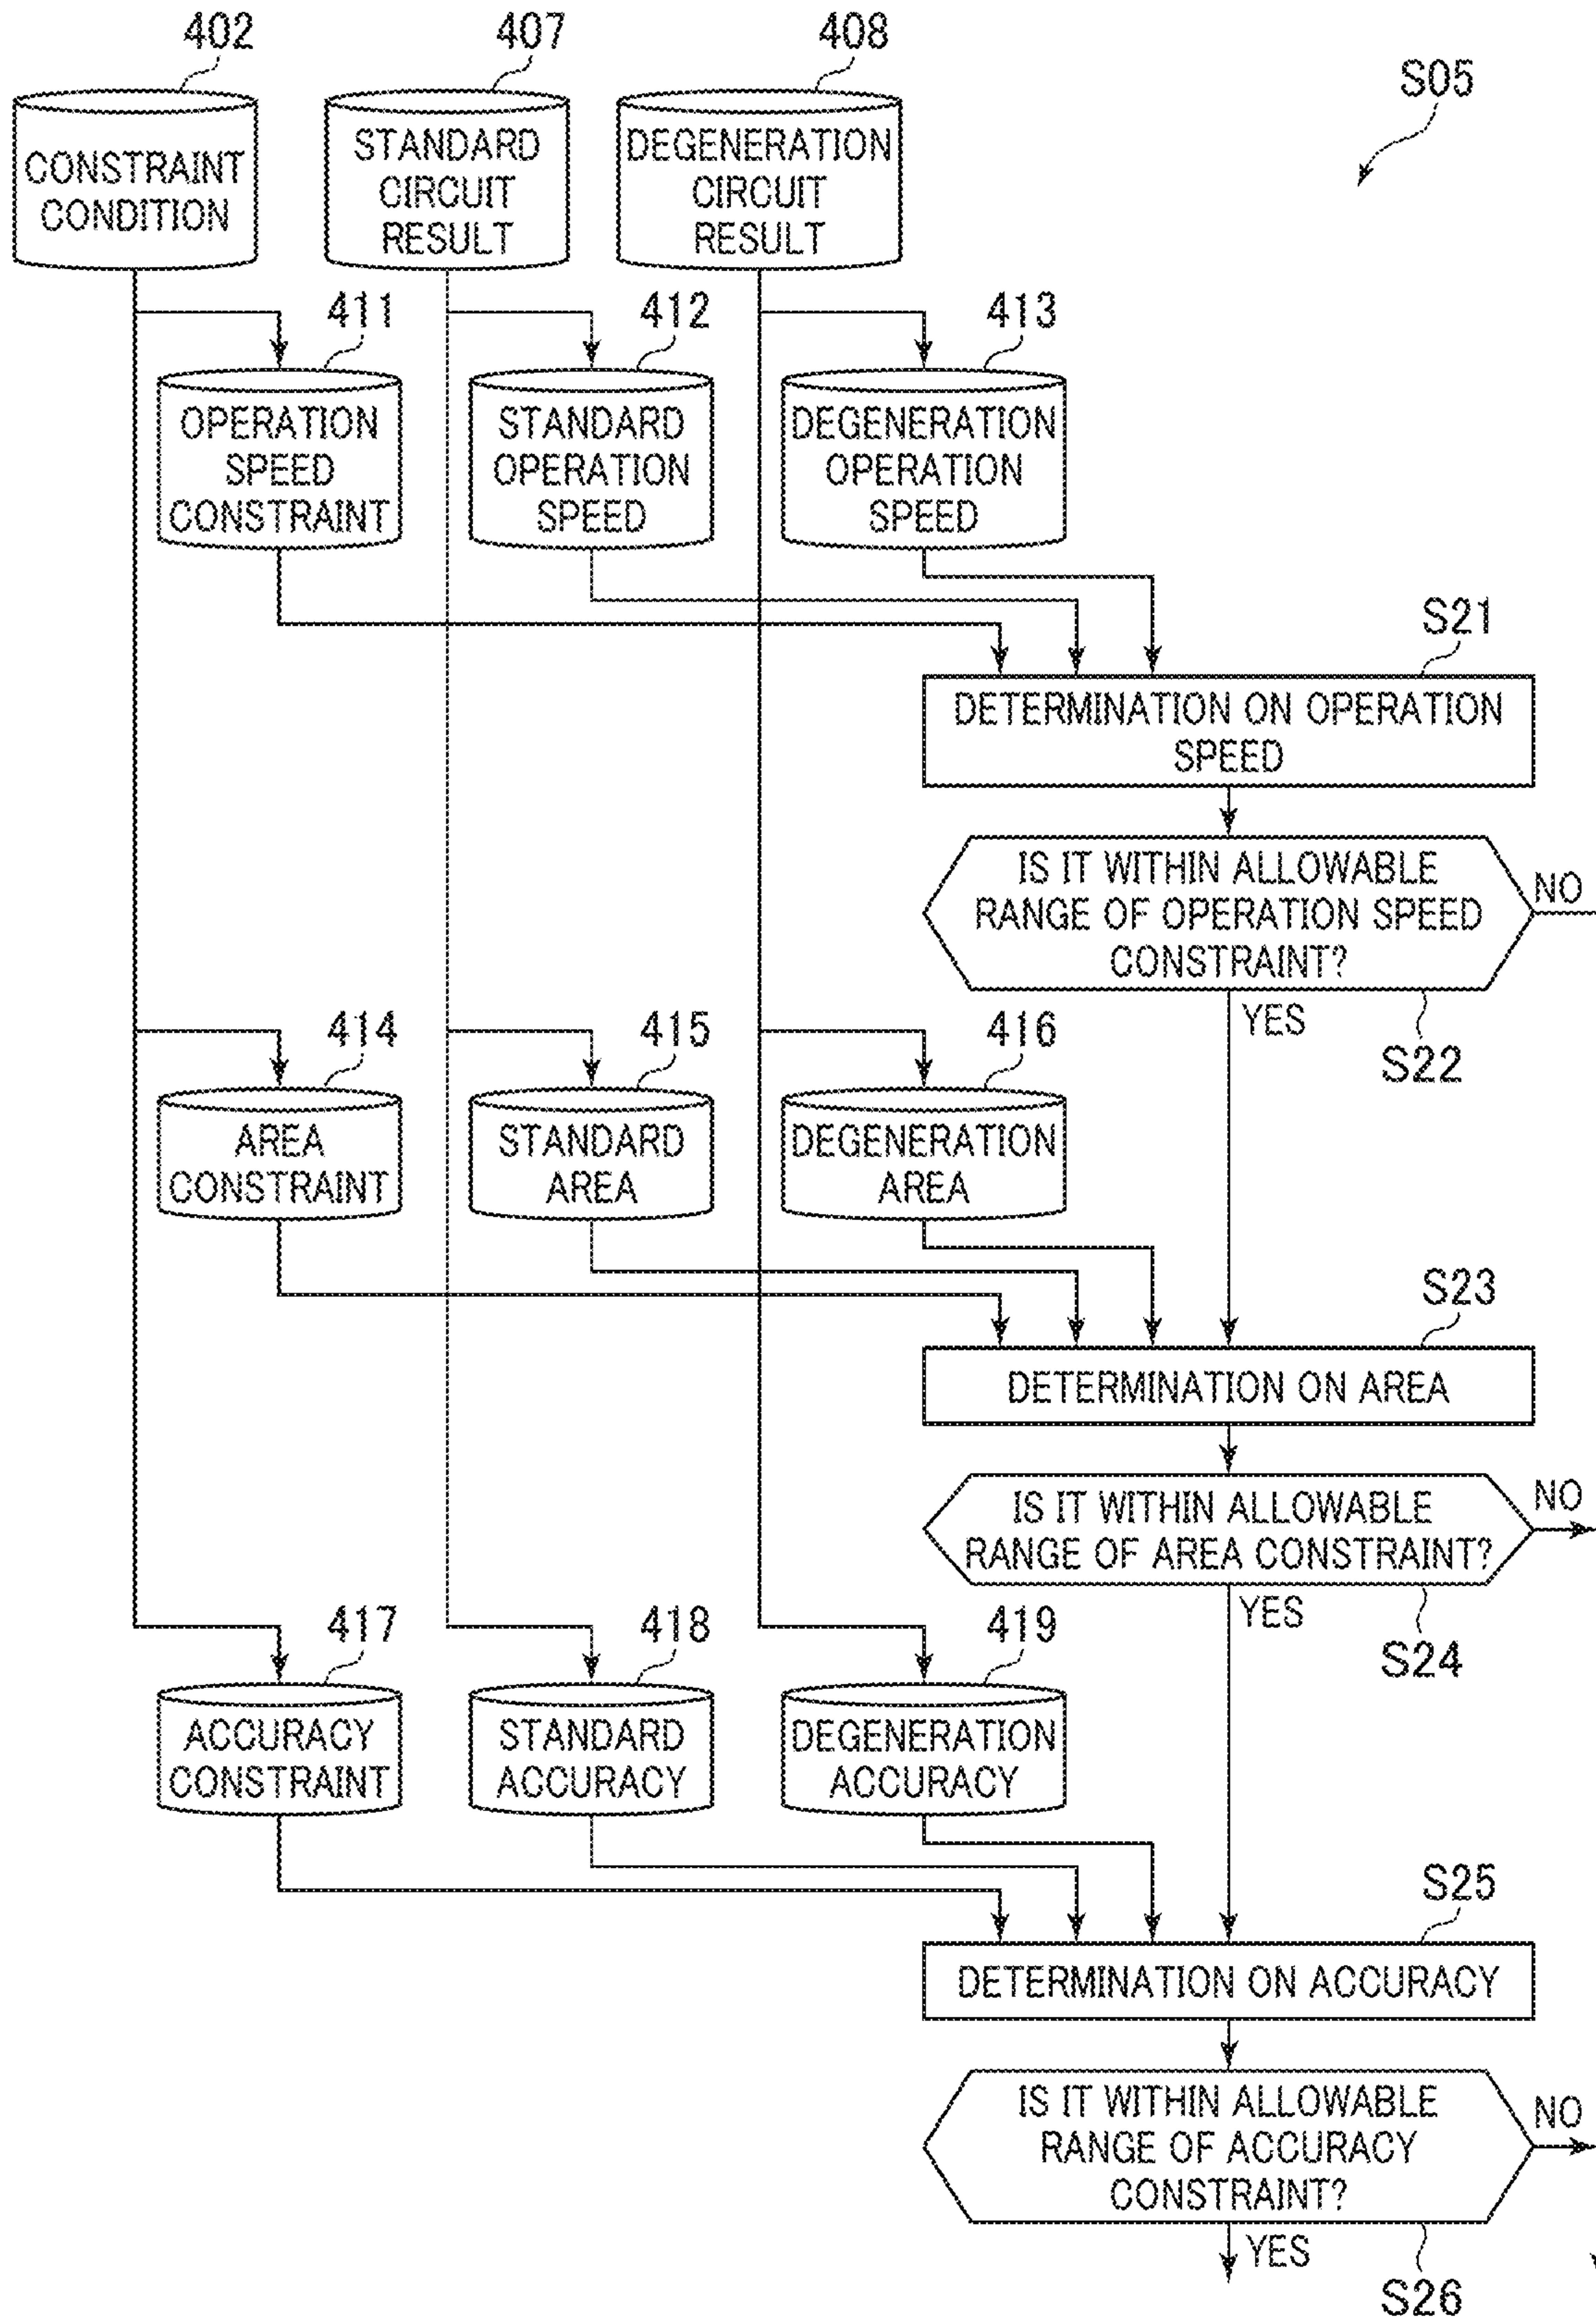 402
407
408
S05
CONSTRAINT
CONDITION
STANDARD
CIRCUIT
RESULT
DEGENERATION
CIRCUIT
RESULT
411
412
413
OPERATION
SPEED
CONSTRAINT
STANDARD
OPERATION
SPEED
DEGENERATION
OPERATION
SPEED
S21
DETERMINATION ON OPERATION
SPEED
IS IT WITHIN ALLOWABLE
RANGE OF OPERATION SPEED
CONSTRAINT?
NO
YES
S22
414
415
416
AREA
CONSTRAINT
STANDARD
AREA
DEGENERATION
AREA
S23
DETERMINATION ON AREA
IS IT WITHIN ALLOWABLE
RANGE OF AREA CONSTRAINT?
NO
YES
S24
417
418
419
ACCURACY
CONSTRAINT
STANDARD
ACCURACY
DEGENERATION
ACCURACY
S25
DETERMINATION ON ACCURACY
IS IT WITHIN ALLOWABLE
RANGE OF ACCURACY
CONSTRAINT?
NO
YES
S26